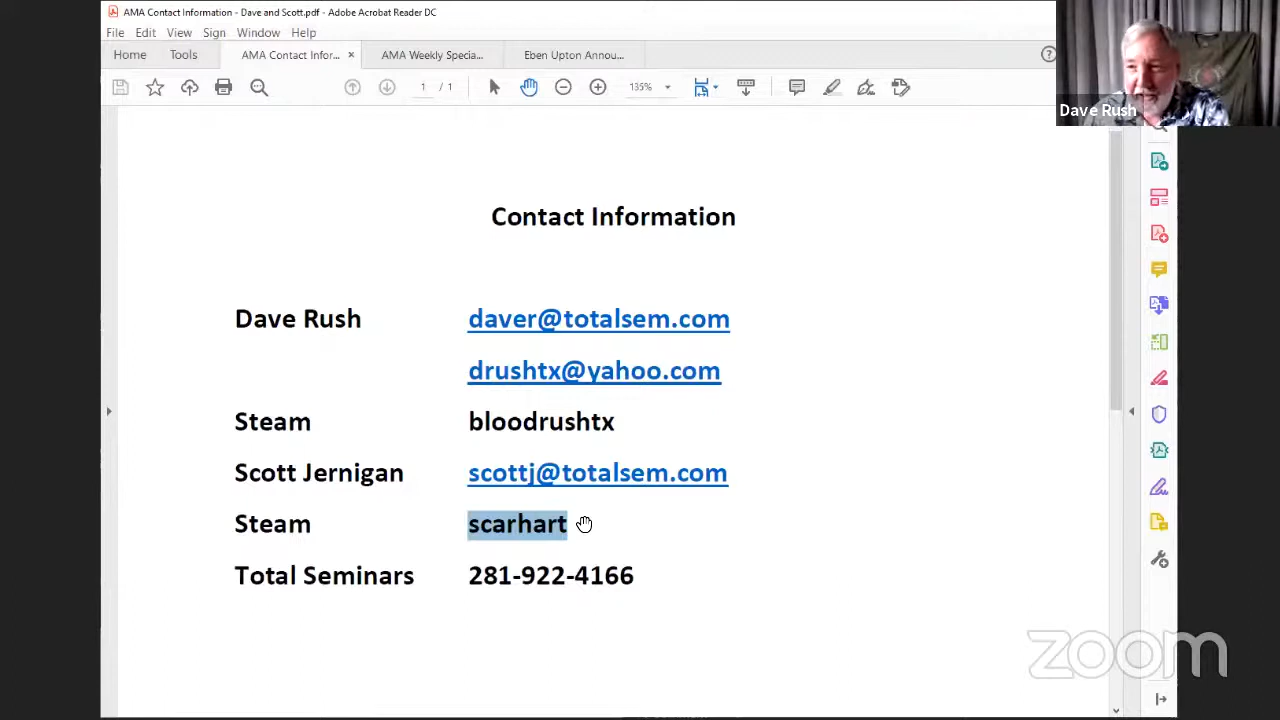 AMA Contact Information - Dave and Scott.pdf - Adobe Acrobat Reader DC
File Edit View Sign Window Help
Home Tools AMA Contact Infor... × AMA Weekly Specia... Eben Upton Annou...
1 / 1 135%
Dave Rush
Contact Information
Dave Rush daver@totalsem.com
drushtx@yahoo.com
Steam bloodrushtx
Scott Jernigan scottj@totalsem.com
Steam scarhart
Total Seminars 281-922-4166
zoom